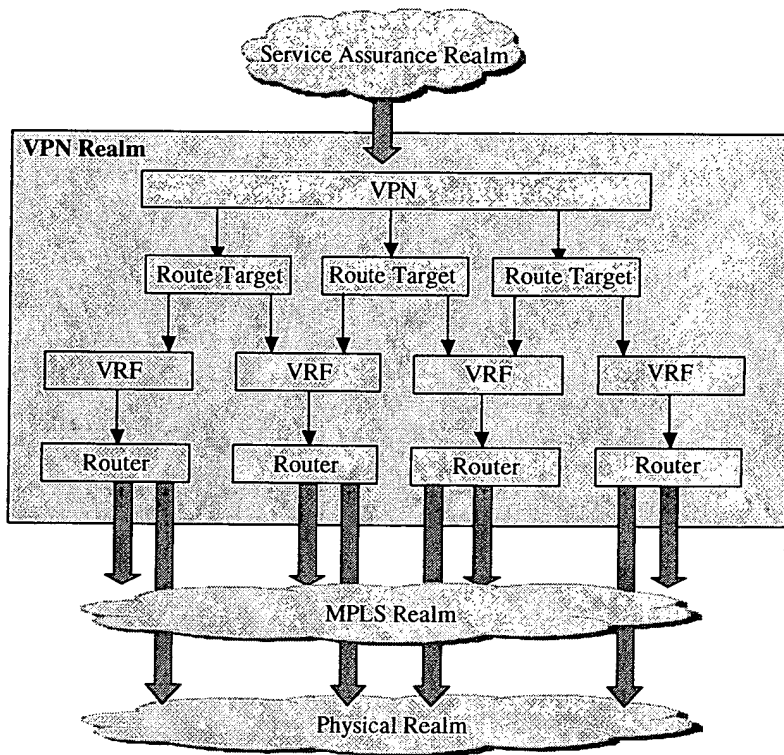 Service Assurance Realm
VPN Realm
VPN
Route Target
Route Target
Route Target
VRF
VRF
VRF
VRF
Router
Router
Router
Router
MPLS Realm
Physical Realm